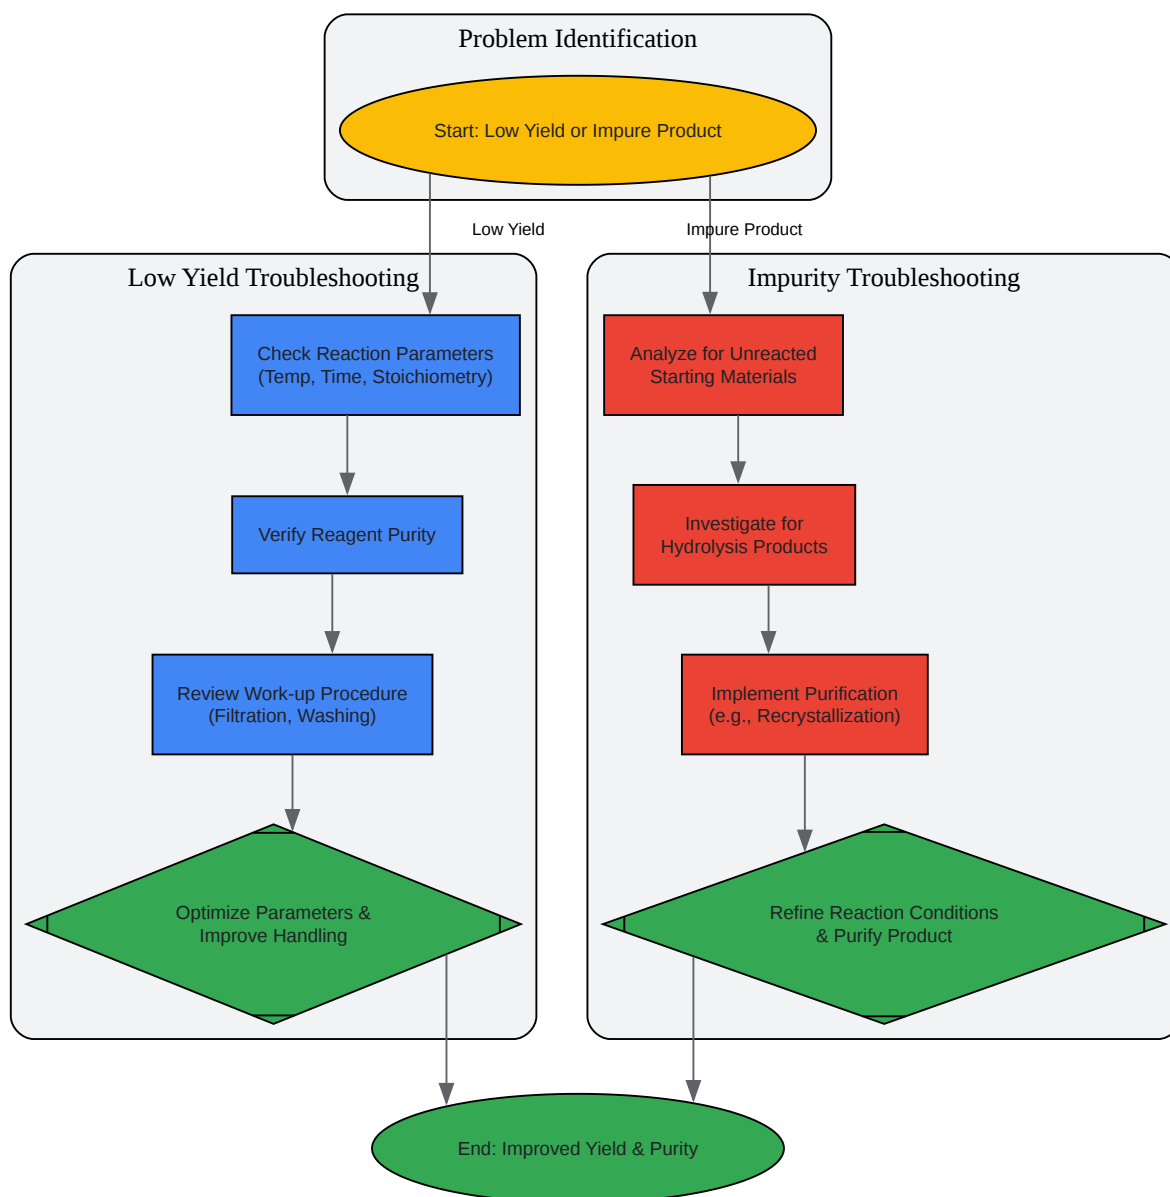 Problem Identification
Start: Low Yield or Impure Product
Low Yield
Impure Product
Low Yield Troubleshooting
Check Reaction Parameters
(Temp, Time, Stoichiometry)
Verify Reagent Purity
Review Work-up Procedure
(Filtration, Washing)
Optimize Parameters &
Improve Handling
Impurity Troubleshooting
Analyze for Unreacted
Starting Materials
Investigate for
Hydrolysis Products
Implement Purification
(e.g., Recrystallization)
Refine Reaction Conditions
& Purify Product
End: Improved Yield & Purity